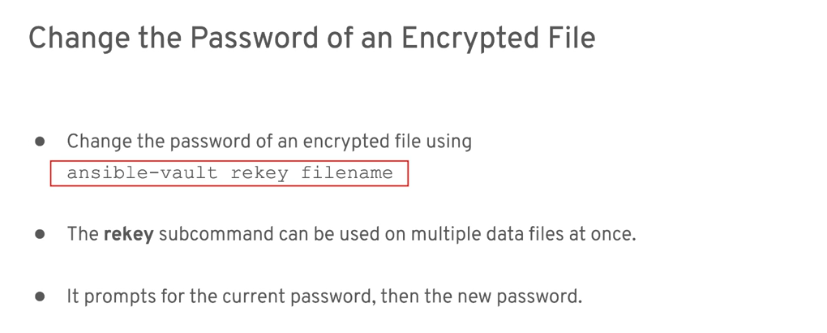 Change the Password of an Encrypted File
● Change the password of an encrypted file using
ansible-vault rekey filename
● The rekey subcommand can be used on multiple data files at once.
● It prompts for the current password, then the new password.